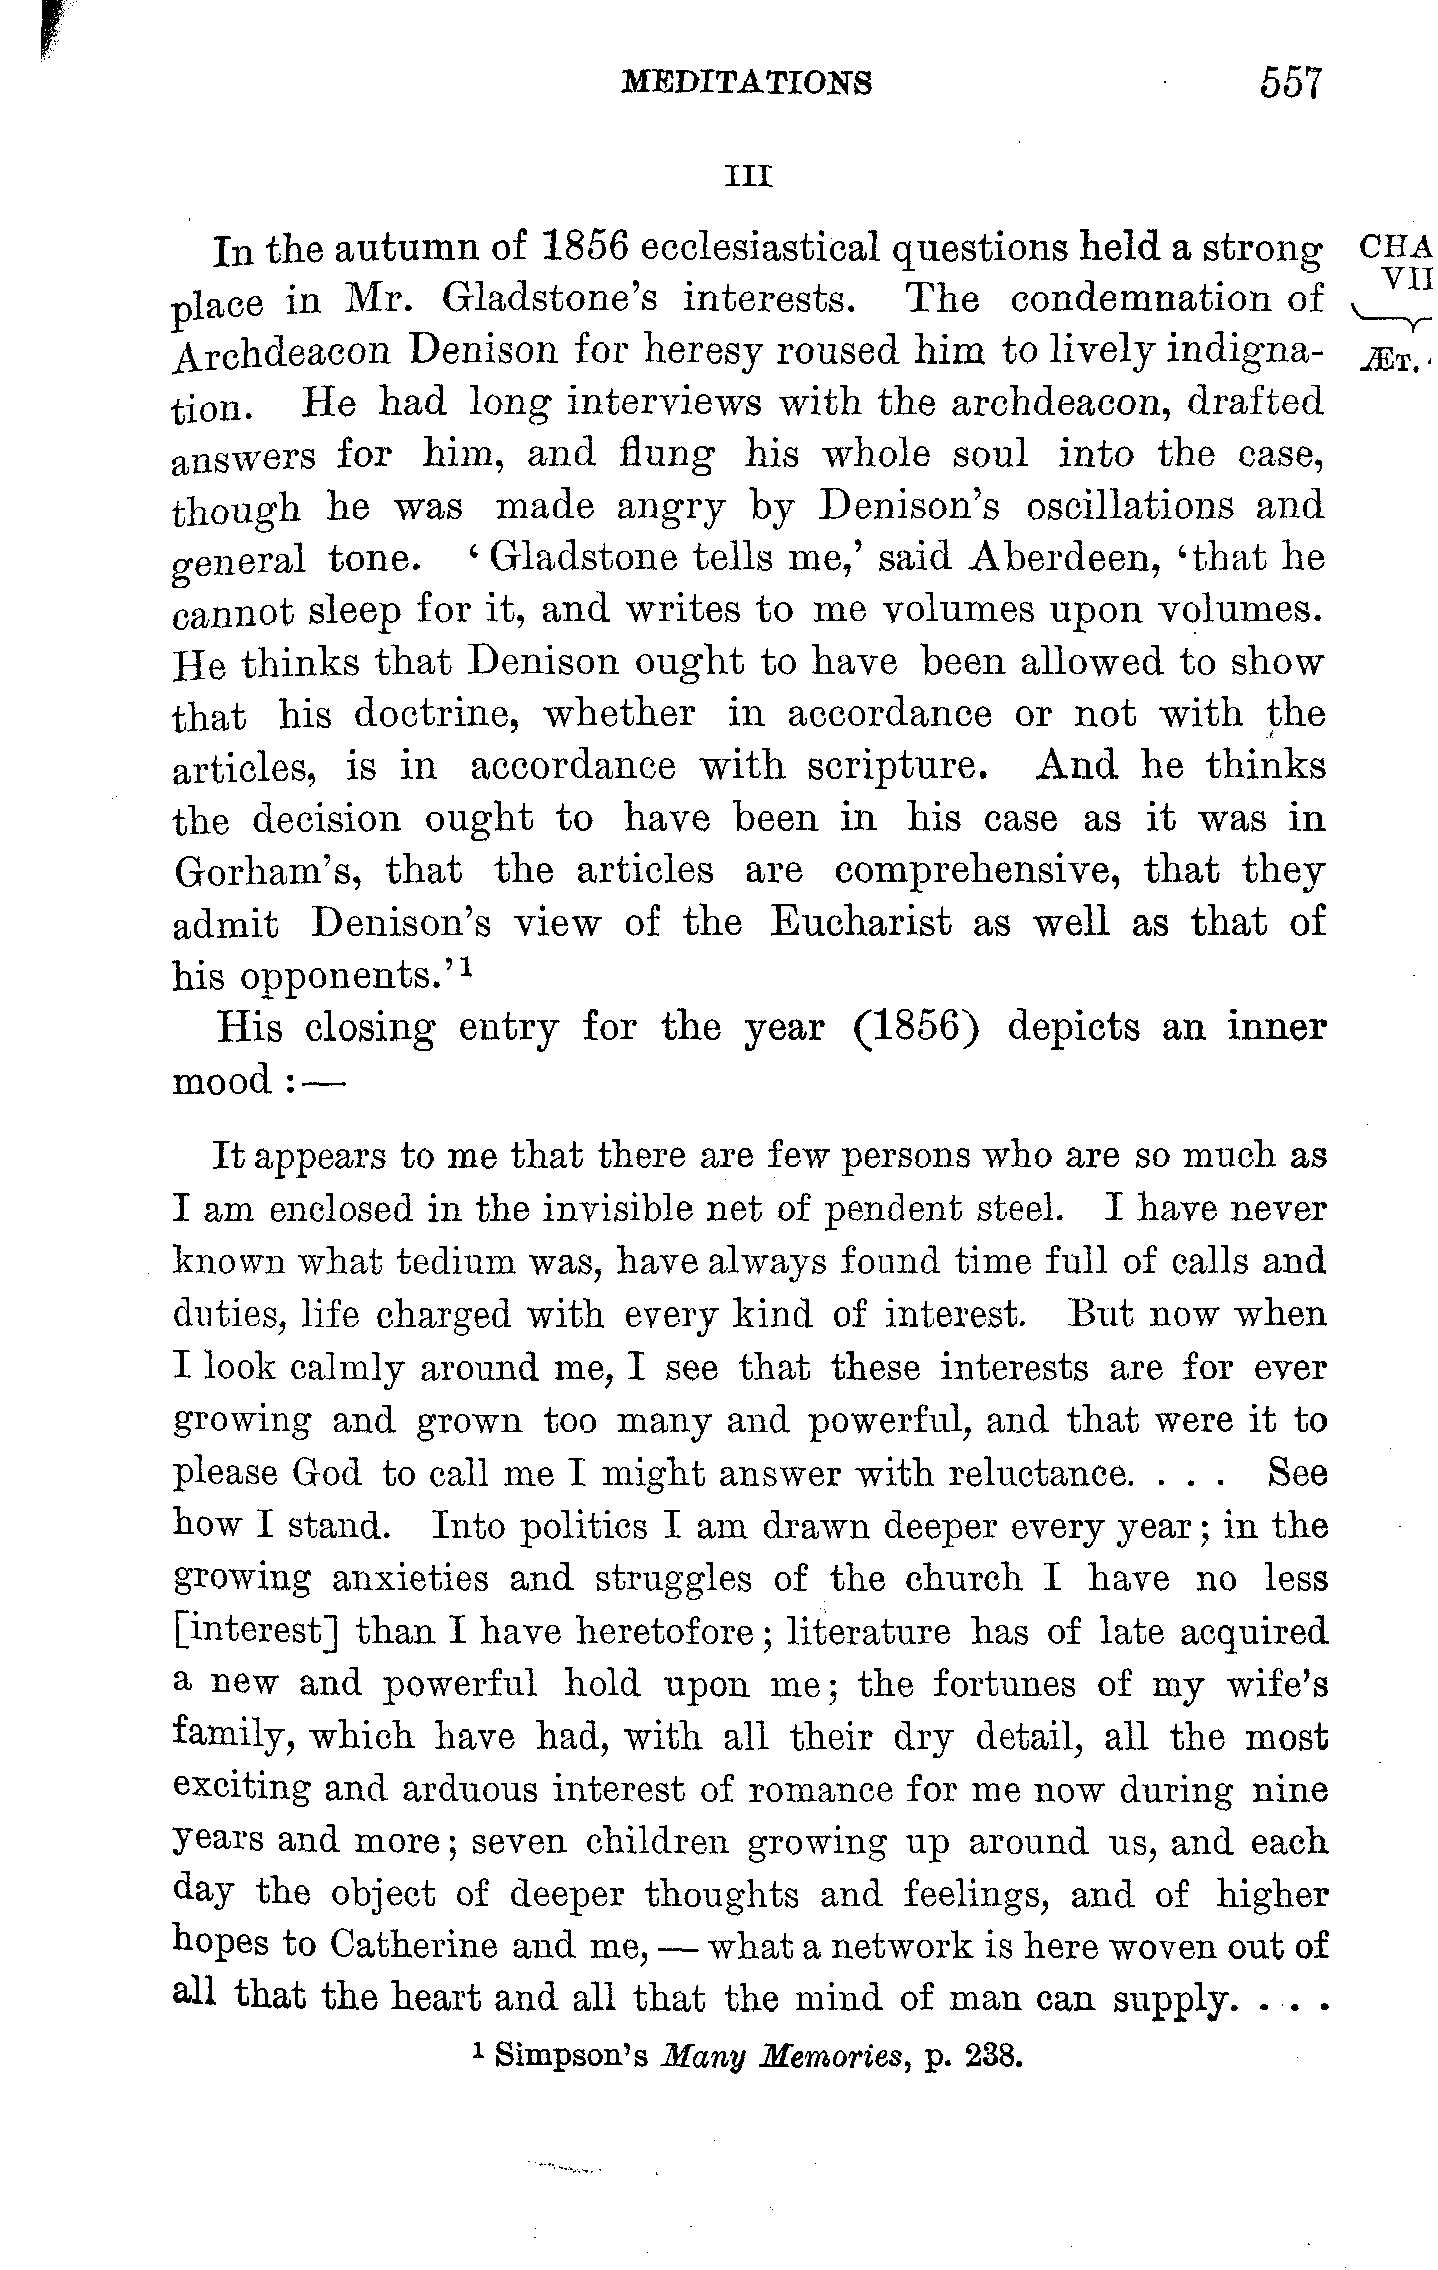 MEDITATIONS 557
III
In the autumn of 1856 ecclesiastical questions held a strong
place in Mr. Gladstone's interests. The condemnation of
Archdeacon Denison for heresy roused him to lively indigna-
tion. He had long interviews with the archdeacon, drafted
answers for him, and flung his whole soul into the case,
though he was made angry by Denison's oscillations and
general tone. ‘Gladstone tells me,’ said Aberdeen, ‘that he
cannot sleep for it, and writes to me volumes upon volumes.
He thinks that Denison ought to have been allowed to show
that his doctrine, whether in accordance or not with the
articles, is in accordance with scripture. And he thinks
the decision ought to have been in his case as it was in
Gorham's, that the articles are comprehensive, that they
admit Denison's view of the Eucharist as well as that of
his opponents.’1
His closing entry for the year (1856) depicts an inner
mood :—
It appears to me that there are few persons who are so much as
I am enclosed in the invisible net of pendent steel. I have never
known what tedium was, have always found time full of calls and
duties, life charged with every kind of interest. But now when
I look calmly around me, I see that these interests are for ever
growing and grown too many and powerful, and that were it to
please God to call me I might answer with reluctance. . . . See
how I stand. Into politics I am drawn deeper every year; in the
growing anxieties and struggles of the church I have no less
[interest] than I have heretofore; literature has of late acquired
a new and powerful hold upon me; the fortunes of my wife's
family, which have had, with all their dry detail, all the most
exciting and arduous interest of romance for me now during nine
years and more; seven children growing up around us, and each
day the object of deeper thoughts and feelings, and of higher
hopes to Catherine and me, — what a network is here woven out of
all that the heart and all that the mind of man can supply. . . .
1 Simpson's Many Memories, p. 238.
CHA
VII
ÆT.